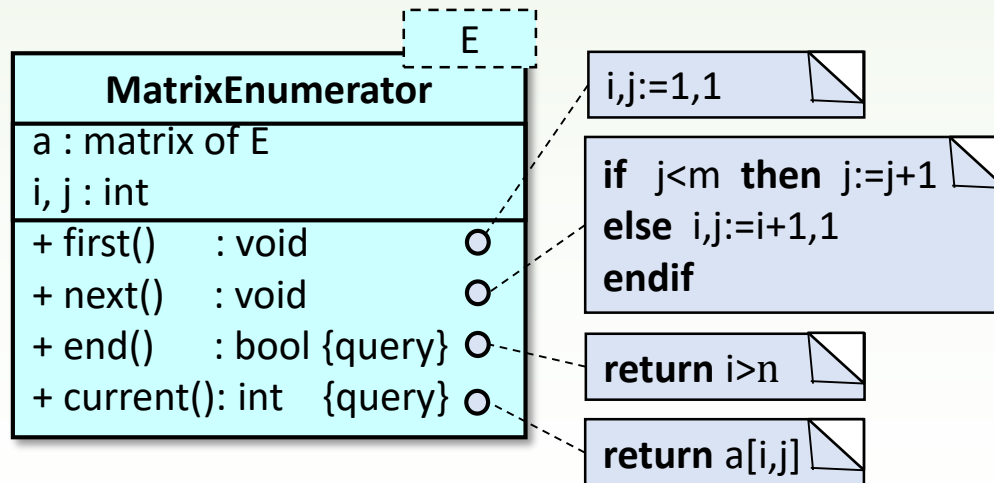 E
MatrixEnumerator
a : matrix of E
i, j : int
+ first() : void
+ next() : void
+ end() : bool {query}
+ current(): int {query}
i,j:=1,1
if j<m then j:=j+1
else i,j:=i+1,1
endif
return i>n
return a[i,j]